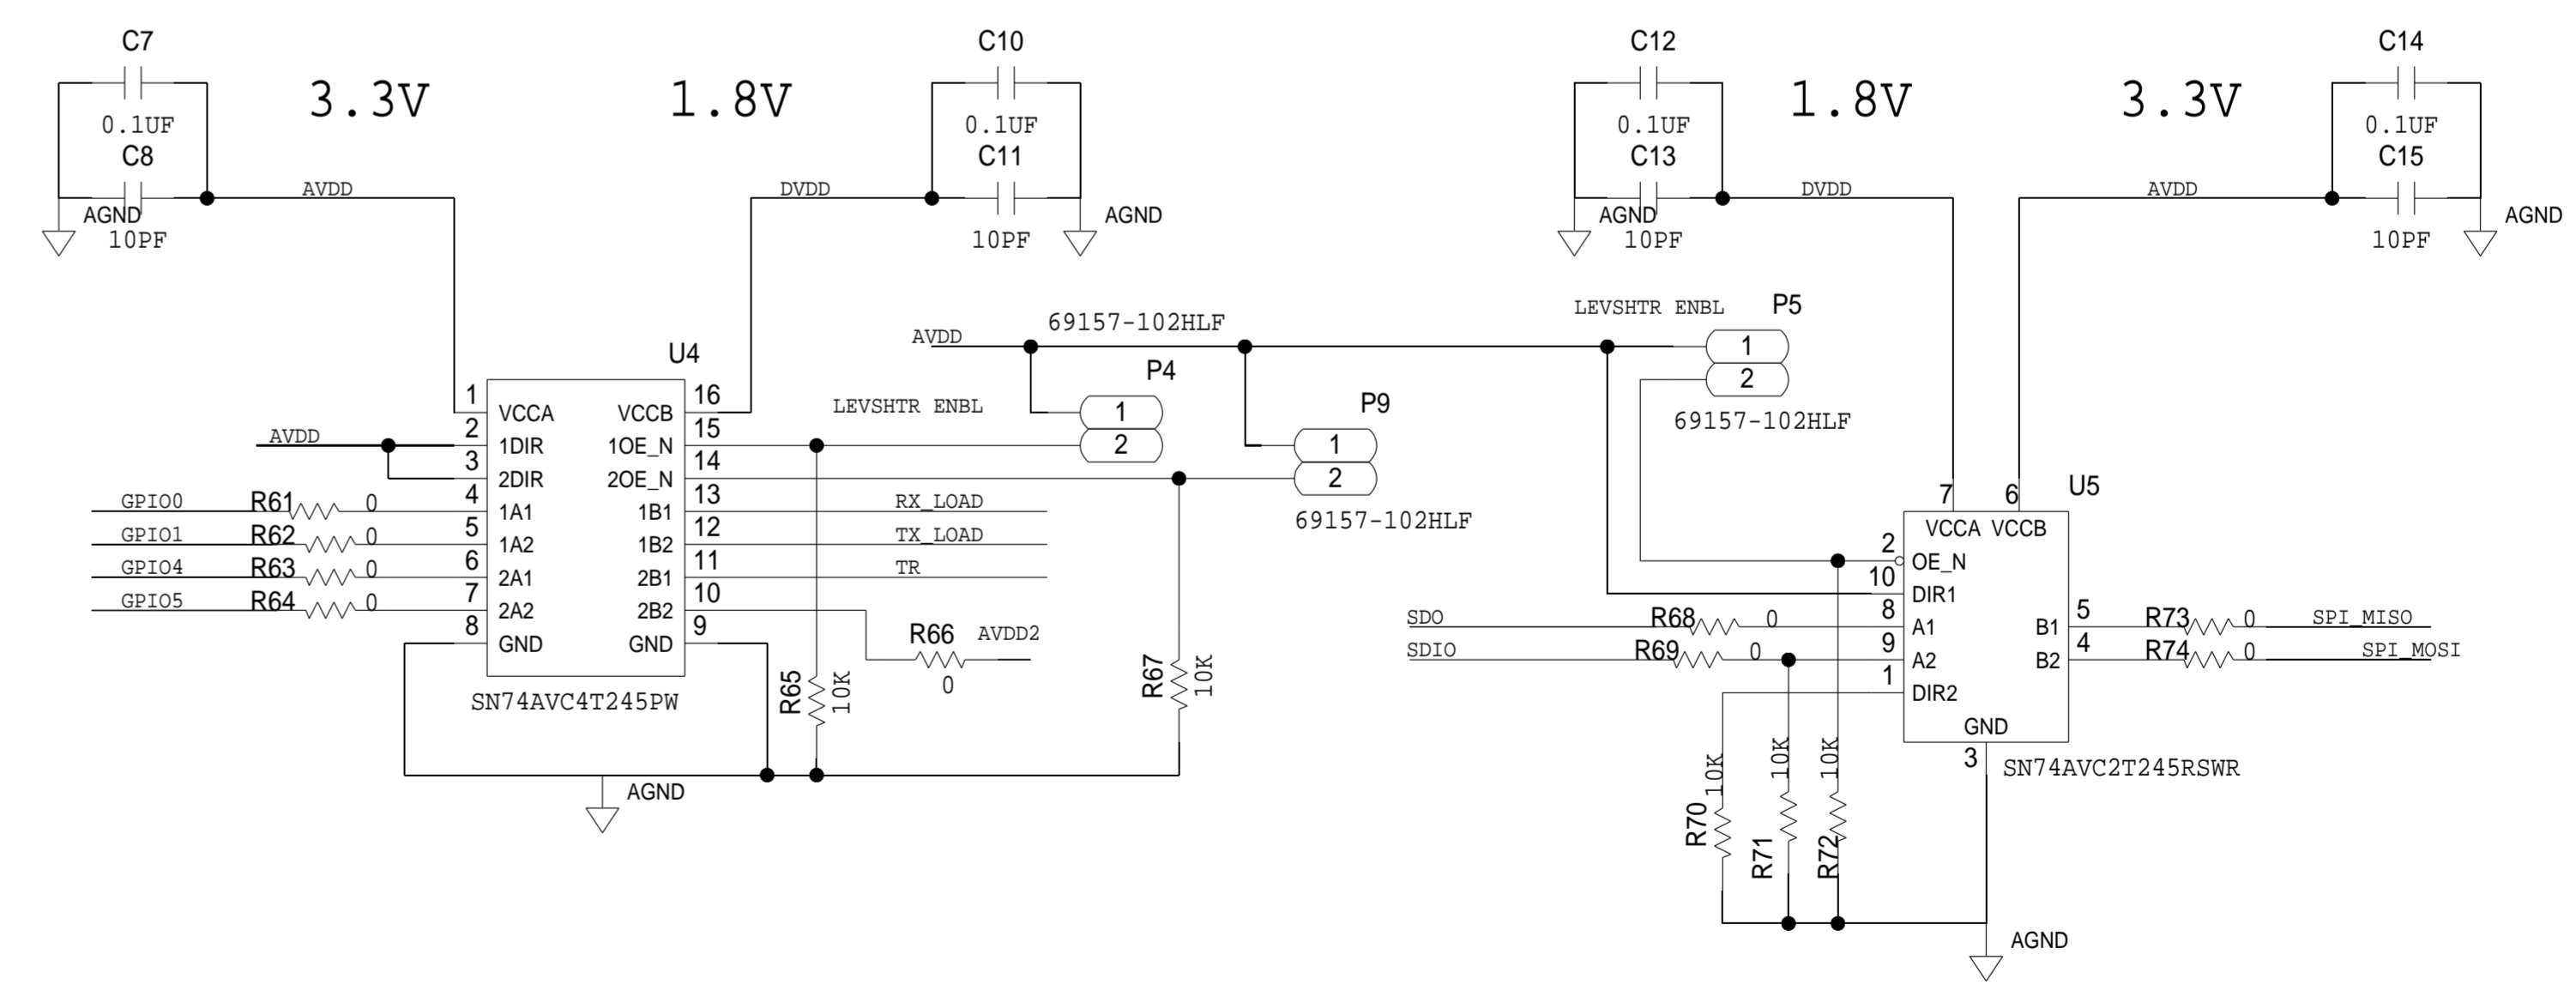 C7
C10
C12
C14
3.3V
1.8V
1.8V
3.3V
0.1UF
0.1UF
0.1UF
0.1UF
C8
C11
C13
C15
AVDD
DVDD
DVDD
AVDD
AGND
AGND
AGND
AGND
10PF
10PF
10PF
10PF
LEVSHTR ENBL
P5
69157-102HLF
AVDD
1
2
69157-102HLF
P4
1
2
LEVSHTR ENBL
P9
1
2
69157-102HLF
U4
1
VCCA
VCCB
16
AVDD
2
1DIR
1OE_N
15
3
2DIR
2OE_N
14
GPIO0
R61
0
4
1A1
1B1
13
RX_LOAD
GPIO1
R62
0
5
1A2
1B2
12
TX_LOAD
GPIO4
R63
0
6
2A1
2B1
11
TR
GPIO5
R64
0
7
2A2
2B2
10
8
GND
GND
9
R66
AVDD2
0
SN74AVC4T245PW
R65
10K
R67
10K
AGND
U5
7
6
VCCA
VCCB
2
OE_N
10
DIR1
SDO
R68
0
8
A1
B1
5
R73
0
SPI_MISO
SDIO
R69
0
9
A2
B2
4
R74
0
SPI_MOSI
1
DIR2
GND
3
SN74AVC2T245RSWR
10K
10K
10K
R70
R71
R72
AGND